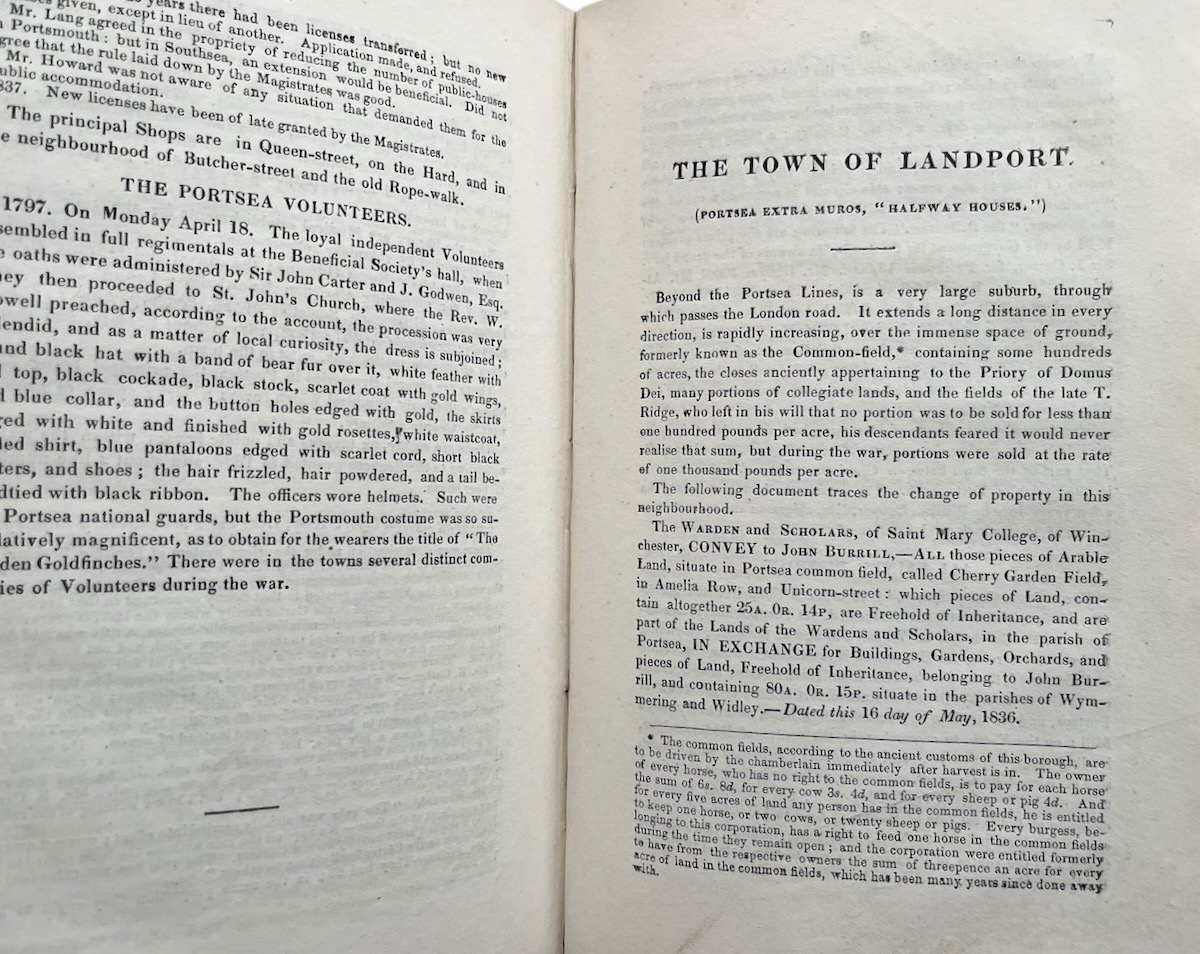 years there had been licenses transferred; but no new
given, except in lieu of another. Application made, and refused.
Mr. Lang agreed in the propriety of reducing the number of public-houses
Portsmouth: but in Southsea, an extension would be beneficial. Did not
gree that the rule laid down by the Magistrates was good.
Mr. Howard was not aware of any situation that demanded them for the
ublic accommodation.
837. New licenses have been of late granted by the Magistrates.
The principal Shops are in Queen-street, on the Hard, and in
e neighbourhood of Butcher-street and the old Rope-walk.
THE PORTSEA VOLUNTEERS.
1797. On Monday April 18. The loyal independent Volunteers
sembled in full regimentals at the Beneficial Society's hall, when
e oaths were administered by Sir John Carter and J. Godwen, Esq.
ey then proceeded to St. John's Church, where the Rev. W.
owell preached, according to the account, the procession was very
lendid, and as a matter of local curiosity, the dress is subjoined;
und black hat with a band of bear fur over it, white feather with
l top, black cockade, black stock, scarlet coat with gold wings,
d blue collar, and the button holes edged with gold, the skirts
ged with white and finished with gold rosettes, white waistcoat,
led shirt, blue pantaloons edged with scarlet cord, short black
ters, and shoes; the hair frizzled, hair powdered, and a tail be-
dtied with black ribbon. The officers wore helmets. Such were
Portsea national guards, but the Portsmouth costume was so su-
latively magnificent, as to obtain for the wearers the title of "The
den Goldfinches." There were in the towns several distinct com-
ies of Volunteers during the war.
THE TOWN OF LANDPORT.
(PORTSEA EXTRA MUROS, "HALFWAY HOUSES.")
Beyond the Portsea Lines, is a very large suburb, through
which passes the London road. It extends a long distance in every
direction, is rapidly increasing, over the immense space of ground,
formerly known as the Common-field,* containing some hundreds
of acres, the closes anciently appertaining to the Priory of Domus
Dei, many portions of collegiate lands, and the fields of the late T.
Ridge, who left in his will that no portion was to be sold for less than
one hundred pounds per acre, his descendants feared it would never
realise that sum, but during the war, portions were sold at the rate
of one thousand pounds per acre.
The following document traces the change of property in this
neighbourhood.
The WARDEN and SCHOLARS, of Saint Mary College, of Win-
chester, CONVEY to JOHN BURRILL,—ALL those pieces of Arable
Land, situate in Portsea common field, called Cherry Garden Field,
in Amelia Row, and Unicorn-street: which pieces of Land, con-
tain altogether 25A. 0R. 14P, are Freehold of Inheritance, and are
part of the Lands of the Wardens and Scholars, in the parish of
Portsea, IN EXCHANGE for Buildings, Gardens, Orchards, and
pieces of Land, Freehold of Inheritance, belonging to John Bur-
rill, and containing 80A. 0R. 15P. situate in the parishes of Wym-
mering and Widley.—Dated this 16 day of May, 1836.
* The common fields, according to the ancient customs of this borough, are
to be driven by the chamberlain immediately after harvest is in. The owner
of every horse, who has no right to the common fields, is to pay for each horse
the sum of 6s. 8d, for every cow 3s. 4d, and for every sheep or pig 4d. And
for every five acres of land any person has in the common fields, he is entitled
to keep one horse, or two cows, or twenty sheep or pigs. Every burgess, be-
longing to this corporation, has a right to feed one horse in the common fields
during the time they remain open; and the corporation were entitled formerly
to have from the respective owners the sum of threepence an acre for every
acre of land in the common fields, which has been many years since done away
with.